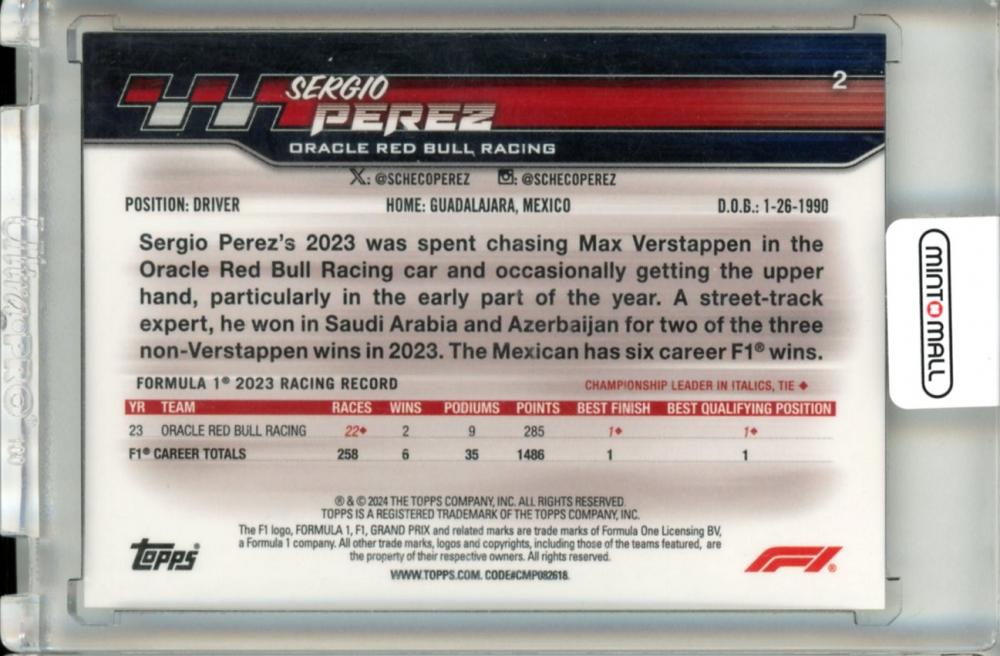 2
SERGIO
PEREZ
ORACLE RED BULL RACING
X: @SCHECOPEREZ : @SCHECOPEREZ
POSITION: DRIVER HOME: GUADALAJARA, MEXICO D.O.B.: 1-26-1990
Sergio Perez's 2023 was spent chasing Max Verstappen in the
Oracle Red Bull Racing car and occasionally getting the upper
hand, particularly in the early part of the year. A street-track
expert, he won in Saudi Arabia and Azerbaijan for two of the three
non-Verstappen wins in 2023. The Mexican has six career F1® wins.
FORMULA 1® 2023 RACING RECORD CHAMPIONSHIP LEADER IN ITALICS, TIE ♦
YR TEAM RACES WINS PODIUMS POINTS BEST FINISH BEST QUALIFYING POSITION
23 ORACLE RED BULL RACING 22♦ 2 9 285 1♦ 1♦
F1® CAREER TOTALS 258 6 35 1486 1 1
® & © 2024 THE TOPPS COMPANY, INC. ALL RIGHTS RESERVED.
TOPPS IS A REGISTERED TRADEMARK OF THE TOPPS COMPANY, INC.
The F1 logo, FORMULA 1, F1, GRAND PRIX and related marks are trade marks of Formula One Licensing BV,
a Formula 1 company. All other trade marks, logos and copyrights, including those of the teams featured, are
the property of their respective owners. All rights reserved.
WWW.TOPPS.COM. CODE#CMP082618.
TOPPS
F1®
MINTOMALL